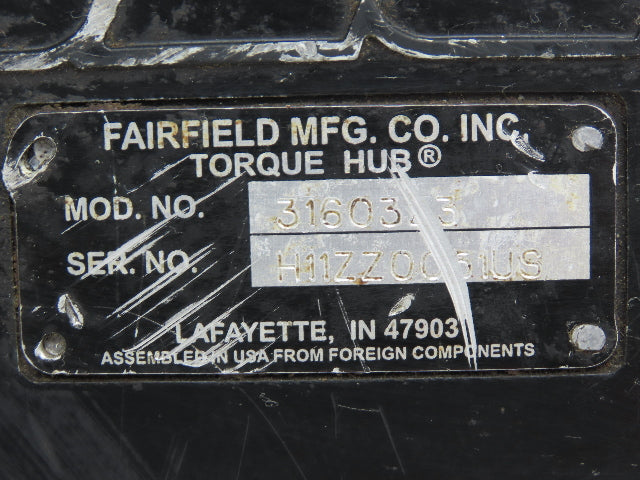 FAIRFIELD MFG. CO. INC.
TORQUE HUB®
MOD. NO.
SER. NO.
LAFAYETTE, IN 47903
ASSEMBLED IN USA FROM FOREIGN COMPONENTS